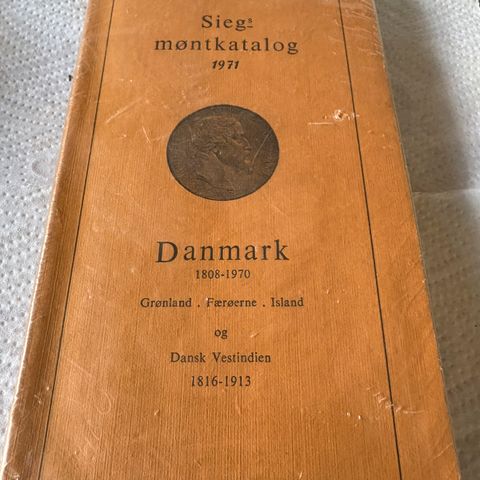 Siegs
møntkatalog
1971
Danmark
1808-1970
Grønland . Færøerne . Island
og
Dansk Vestindien
1816-1913